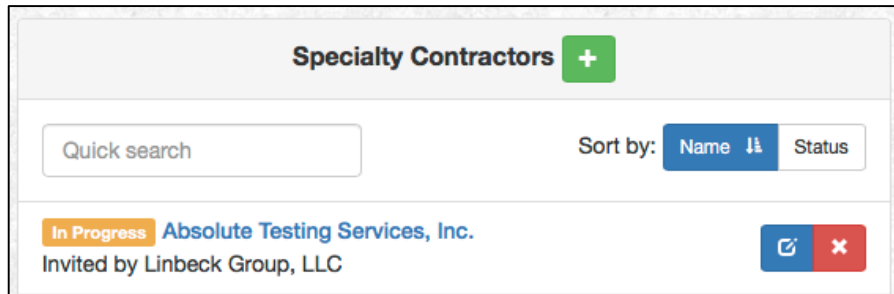 Specialty Contractors +
Quick search
Sort by: Name Status
In Progress Absolute Testing Services, Inc.
Invited by Linbeck Group, LLC